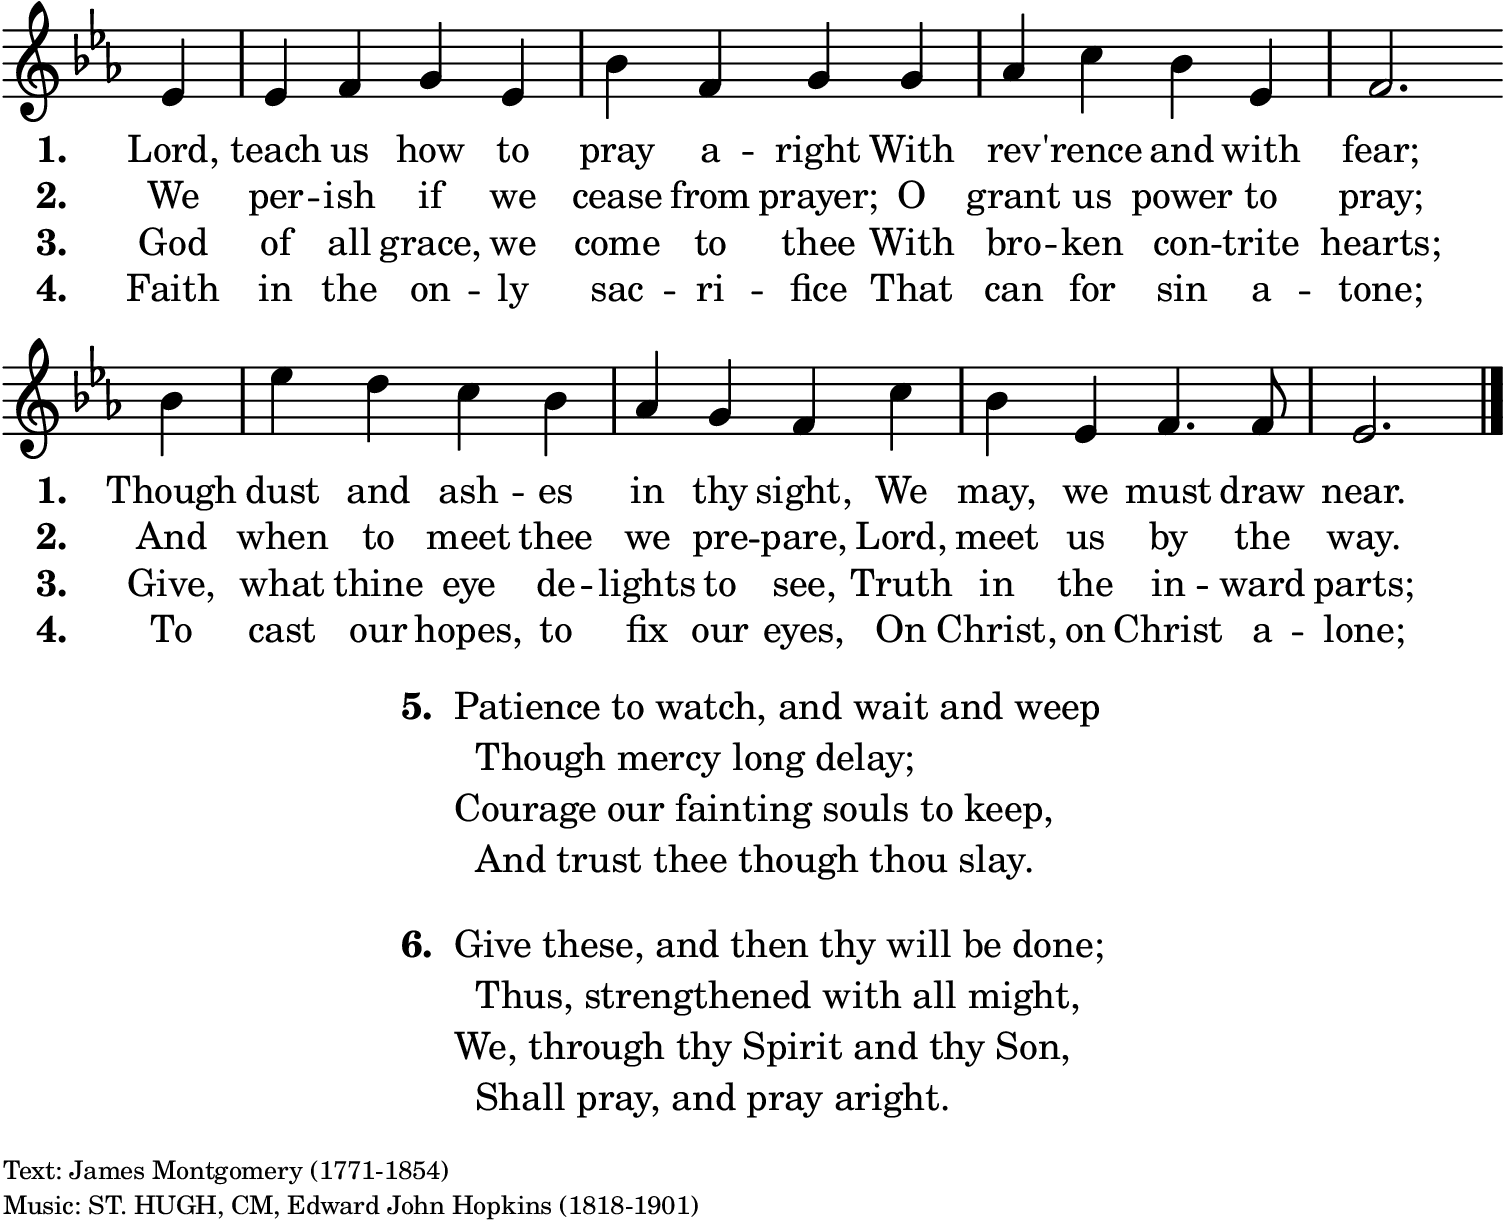 1. Lord, teach us how to pray a - right With rev'rence and with fear;
2. We per - ish if we cease from prayer; O grant us power to pray;
3. God of all grace, we come to thee With bro - ken con - trite hearts;
4. Faith in the on - ly sac - ri - fice That can for sin a - tone;
1. Though dust and ash - es in thy sight, We may, we must draw near.
2. And when to meet thee we pre - pare, Lord, meet us by the way.
3. Give, what thine eye de - lights to see, Truth in the in - ward parts;
4. To cast our hopes, to fix our eyes, On Christ, on Christ a - lone;
5. Patience to watch, and wait and weep
Though mercy long delay;
Courage our fainting souls to keep,
And trust thee though thou slay.
6. Give these, and then thy will be done;
Thus, strengthened with all might,
We, through thy Spirit and thy Son,
Shall pray, and pray aright.
Text: James Montgomery (1771-1854)
Music: ST. HUGH, CM, Edward John Hopkins (1818-1901)